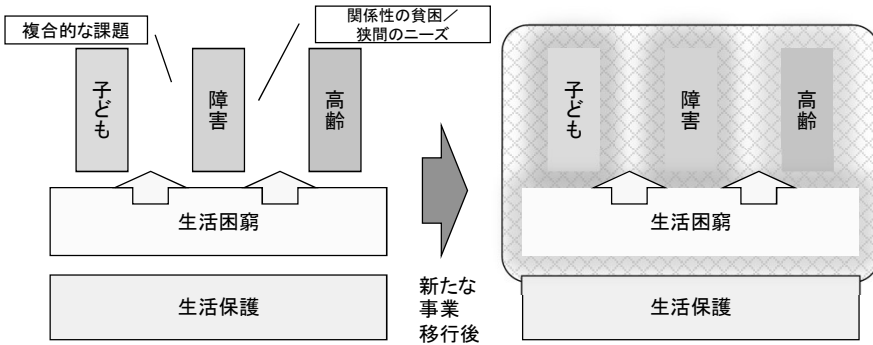 複合的な課題
関係性の貧困／
狭間のニーズ
子ども
障害
高齢
生活困窮
生活保護
新たな
事業
移行後
子ども
障害
高齢
生活困窮
生活保護